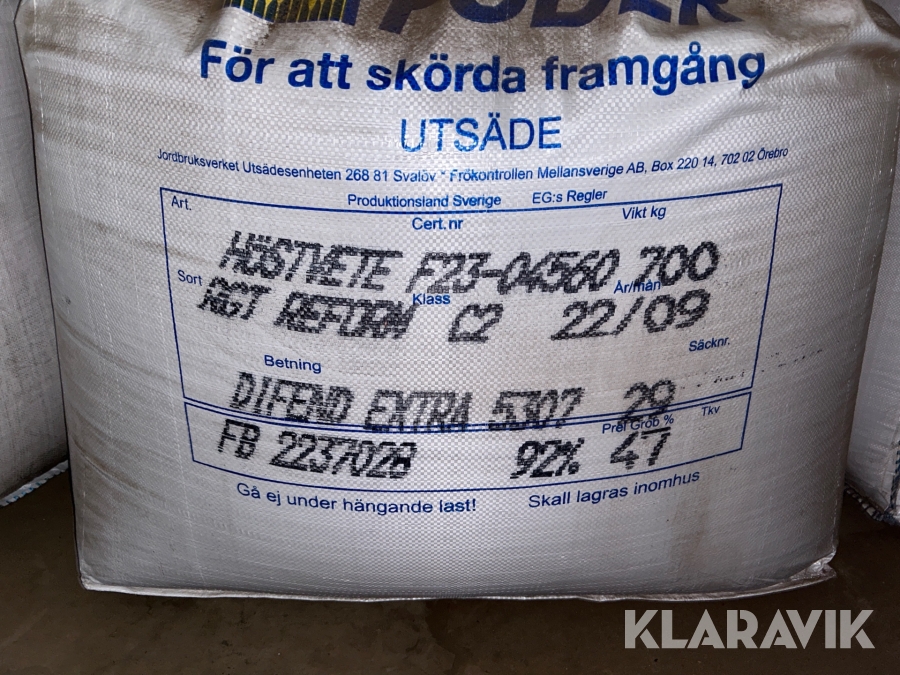 För att skörda framgång
UTSÄDE
Jordbruksverket Utsädesenheten 268 81 Svalöv * Frökontrollen Mellansverige AB, Box 220 14, 702 02 Örebro
Produktionsland Sverige EG:s Regler
Art. Cert.nr Vikt kg
HÖSTVETE F23-04560 700
Sort Klass År/mån
RGT REFORM C2 22/09
Betning Säcknr.
DIFEND EXTRA 5307 29
Prel Grob % Tkv
FB 2237028 92% 47
Gå ej under hängande last! Skall lagras inomhus
KLARAVIK